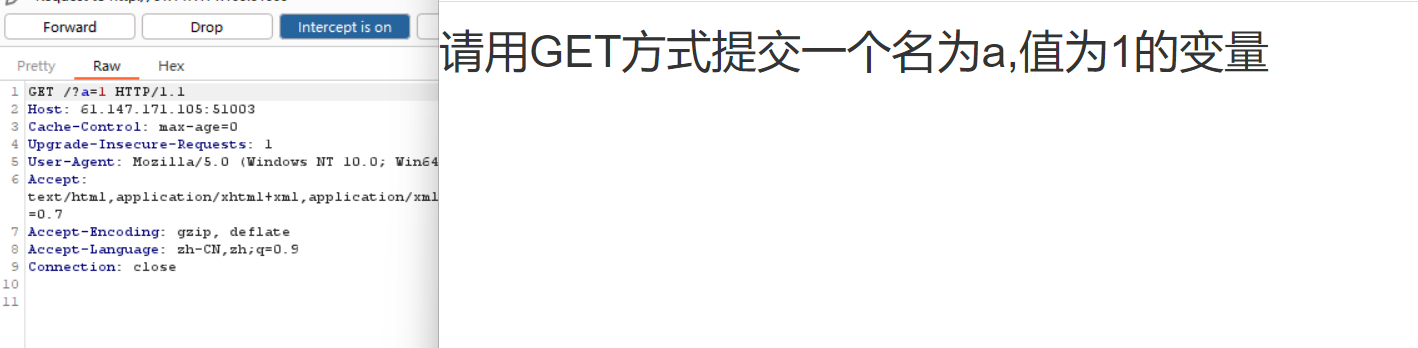 Forward
Drop
Intercept is on
Pretty
Raw
Hex
1 GET /?a=1 HTTP/1.1
2 Host: 61.147.171.105:51003
3 Cache-Control: max-age=0
4 Upgrade-Insecure-Requests: 1
5 User-Agent: Mozilla/5.0 (Windows NT 10.0; Win64
6 Accept:
text/html,application/xhtml+xml,application/xml
=0.7
7 Accept-Encoding: gzip, deflate
8 Accept-Language: zh-CN,zh;q=0.9
9 Connection: close
10
11
请用GET方式提交一个名为a,值为1的变量